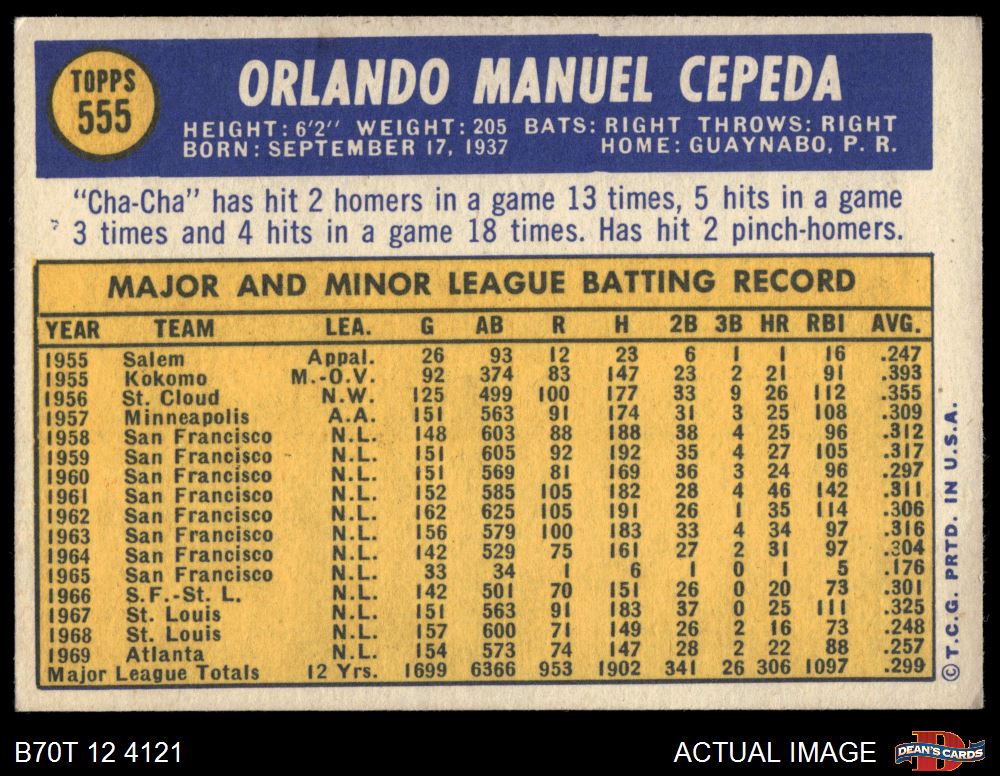 TOPPS
555
ORLANDO MANUEL CEPEDA
HEIGHT: 6'2" WEIGHT: 205 BATS: RIGHT THROWS: RIGHT
BORN: SEPTEMBER 17, 1937 HOME: GUAYNABO, P. R.
"Cha-Cha" has hit 2 homers in a game 13 times, 5 hits in a game
3 times and 4 hits in a game 18 times. Has hit 2 pinch-homers.
MAJOR AND MINOR LEAGUE BATTING RECORD
YEAR TEAM LEA. G AB R H 2B 3B HR RBI AVG.
1955 Salem Appal. 26 93 12 23 6 1 1 16 .247
1955 Kokomo M.-O.V. 92 374 83 147 23 2 21 91 .393
1956 St. Cloud N.W. 125 499 100 177 33 9 26 112 .355
1957 Minneapolis A.A. 151 563 91 174 31 3 25 108 .309
1958 San Francisco N.L. 148 603 88 188 38 4 25 96 .312
1959 San Francisco N.L. 151 605 92 192 35 4 27 105 .317
1960 San Francisco N.L. 151 569 81 169 36 3 24 96 .297
1961 San Francisco N.L. 152 585 105 182 28 4 46 142 .311
1962 San Francisco N.L. 162 625 105 191 26 1 35 114 .306
1963 San Francisco N.L. 156 579 100 183 33 4 34 97 .316
1964 San Francisco N.L. 142 529 75 161 27 2 31 97 .304
1965 San Francisco N.L. 33 34 1 6 1 0 1 5 .176
1966 S.F.-St. L. N.L. 142 501 70 151 26 0 20 73 .301
1967 St. Louis N.L. 151 563 91 183 37 0 25 111 .325
1968 St. Louis N.L. 157 600 71 149 26 2 16 73 .248
1969 Atlanta N.L. 154 573 74 147 28 2 22 88 .257
Major League Totals 12 Yrs. 1699 6366 953 1902 341 26 306 1097 .299
© T.C.G. PRTD. IN U.S.A.
B70T 12 4121
ACTUAL IMAGE
DEAN'S CARDS